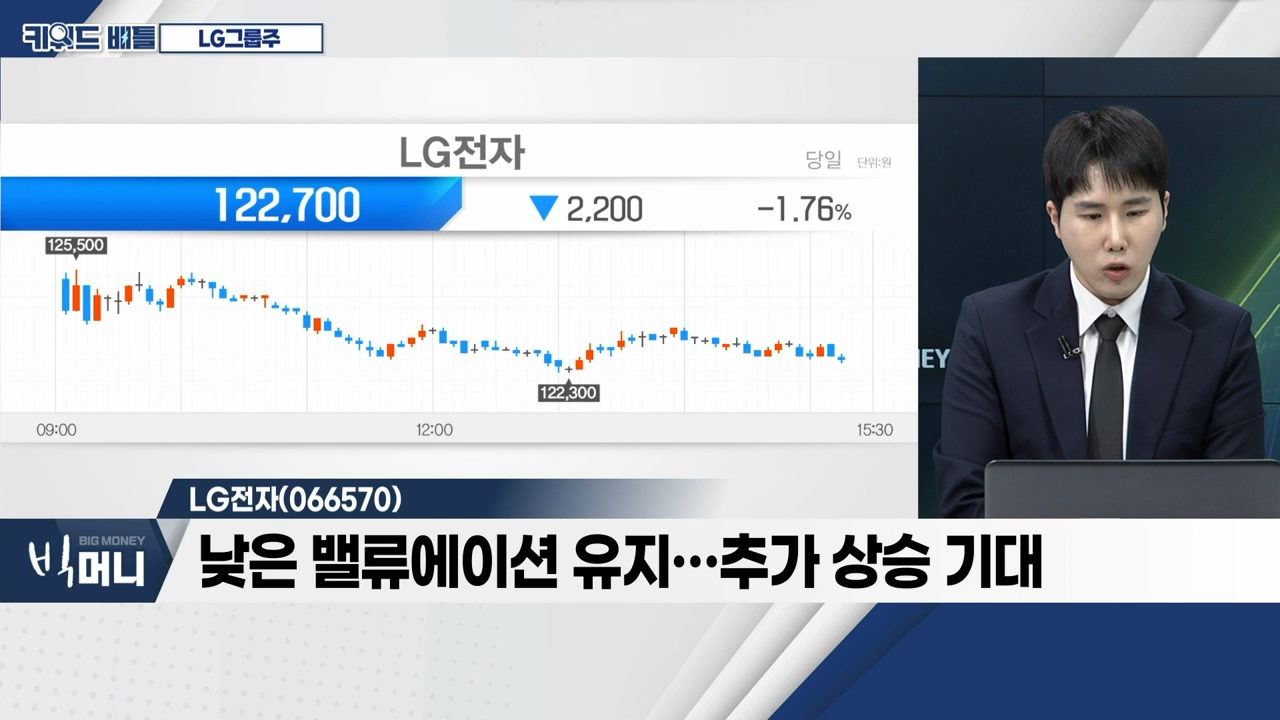 키워드 배틀
LG그룹주
LG전자
당일 단위:원
122,700 ▼ 2,200 -1.76%
125,500
122,300
09:00 12:00 15:30
NEY
LG전자(066570)
BIG MONEY
빅머니
낮은 밸류에이션 유지…추가 상승 기대